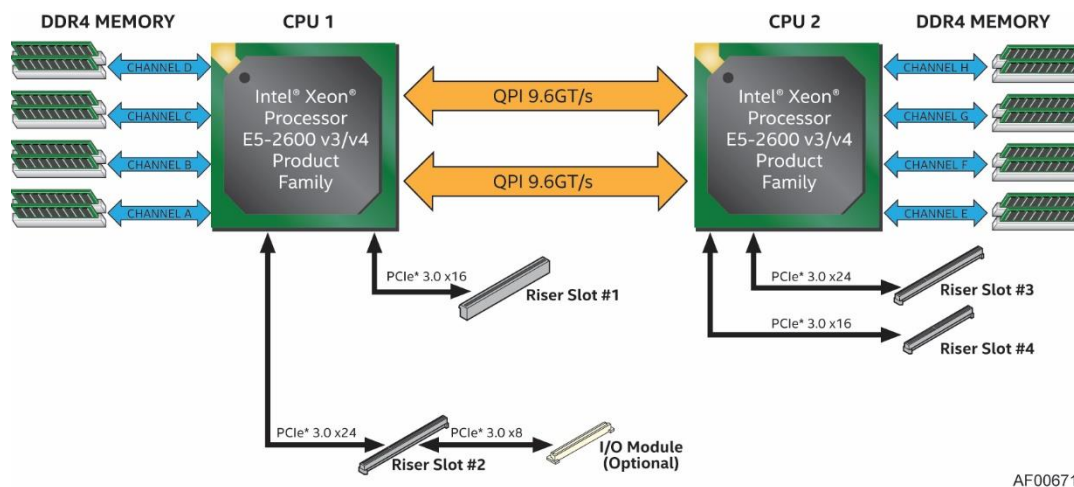 DDR4 MEMORY
CPU 1
CPU 2
DDR4 MEMORY
CHANNEL D
CHANNEL C
CHANNEL B
CHANNEL A
Intel® Xeon®
Processor
E5-2600 v3/v4
Product
Family
QPI 9.6GT/s
QPI 9.6GT/s
Intel® Xeon®
Processor
E5-2600 v3/v4
Product
Family
CHANNEL H
CHANNEL G
CHANNEL F
CHANNEL E
PCIe* 3.0 x16
Riser Slot #1
PCIe* 3.0 x24
Riser Slot #3
PCIe* 3.0 x16
Riser Slot #4
PCIe* 3.0 x24
Riser Slot #2
PCIe* 3.0 x8
I/O Module
(Optional)
AF00671